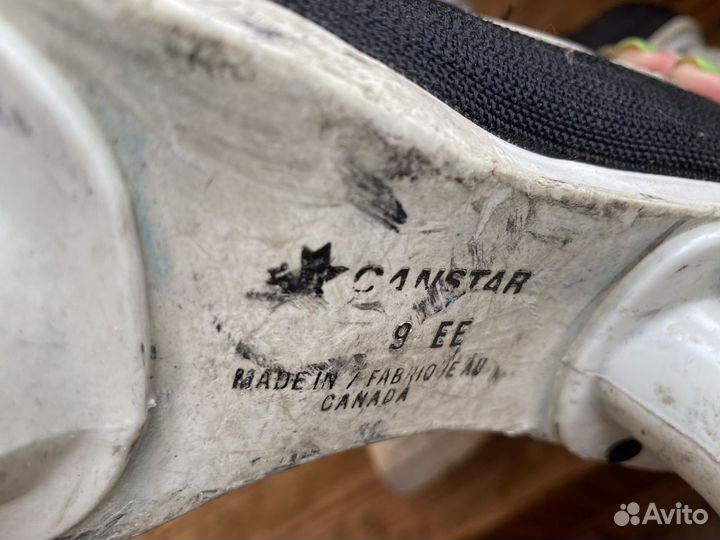 CANSTAR
9 EE
MADE IN / FABRIQUE AU
CANADA
Avito